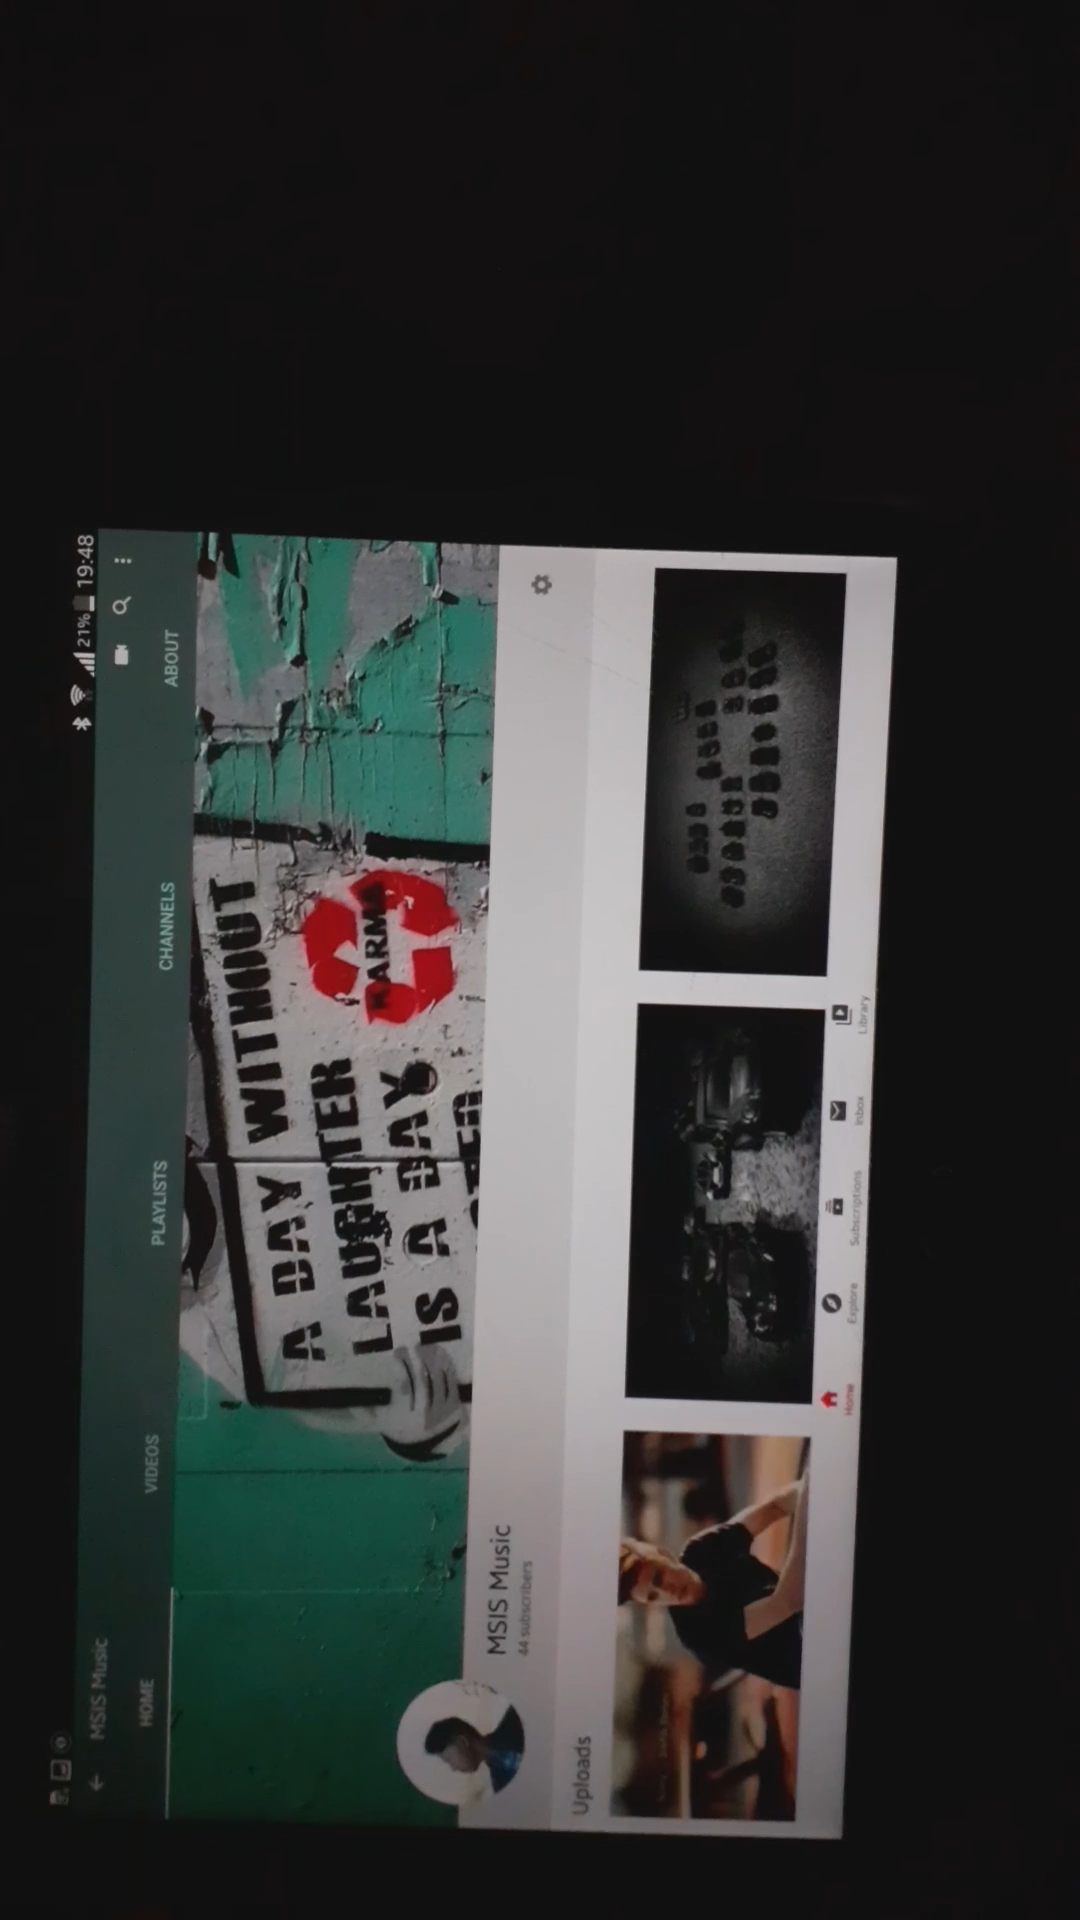 21% 19:48
MSIS Music
HOME VIDEOS PLAYLISTS CHANNELS ABOUT
A DAY WITHOUT
LAUGHTER
IS A DAY
KARMA
MSIS Music
44 subscribers
Uploads
Home Explore Subscriptions Inbox Library